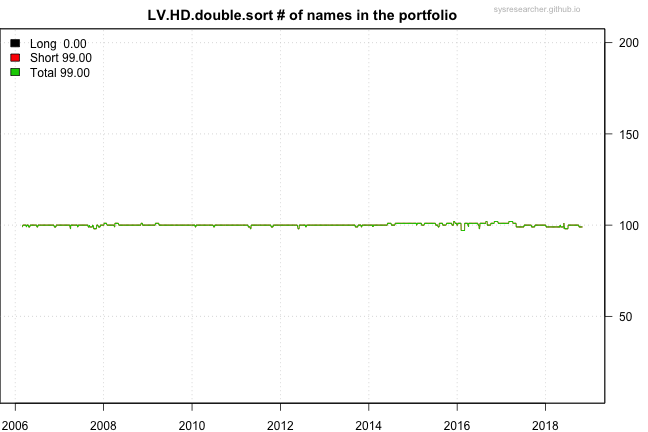 LV.HD.double.sort # of names in the portfolio
sysresearcher.github.io
Long 0.00
Short 99.00
Total 99.00
200
150
100
50
2006 2008 2010 2012 2014 2016 2018